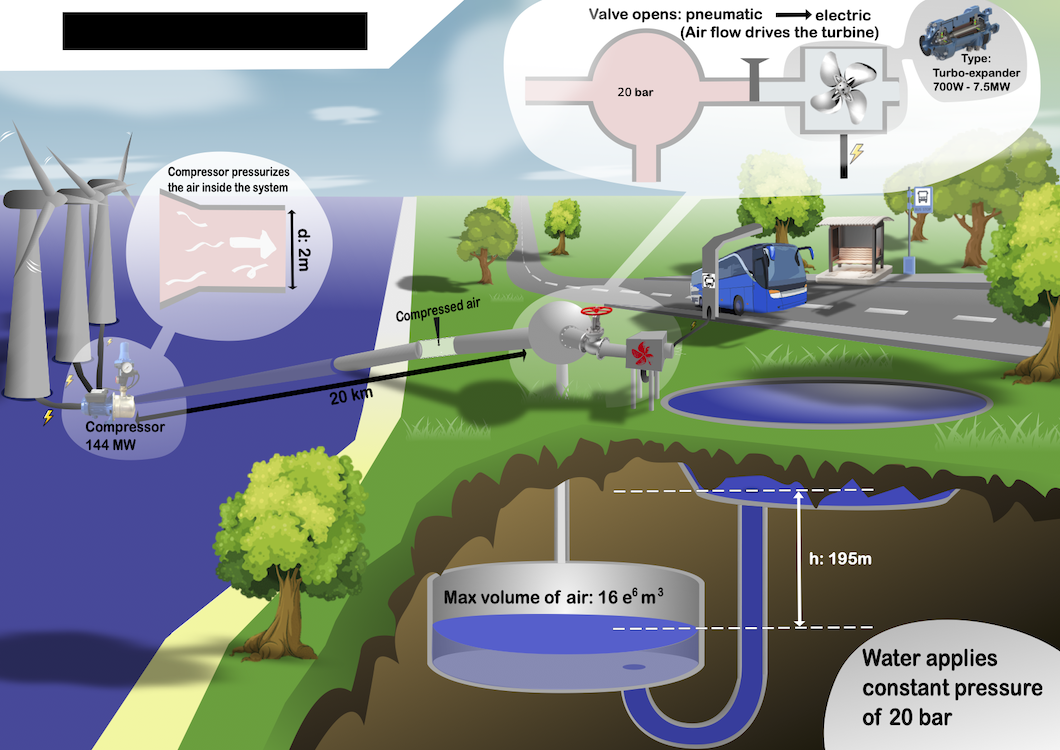 Valve opens: pneumatic → electric
(Air flow drives the turbine)
20 bar
Type:
Turbo-expander
700W - 7.5MW
Compressor pressurizes
the air inside the system
d: 2m
Compressed air
20 km
Compressor
144 MW
h: 195m
Max volume of air: 16 e⁶ m³
Water applies
constant pressure
of 20 bar